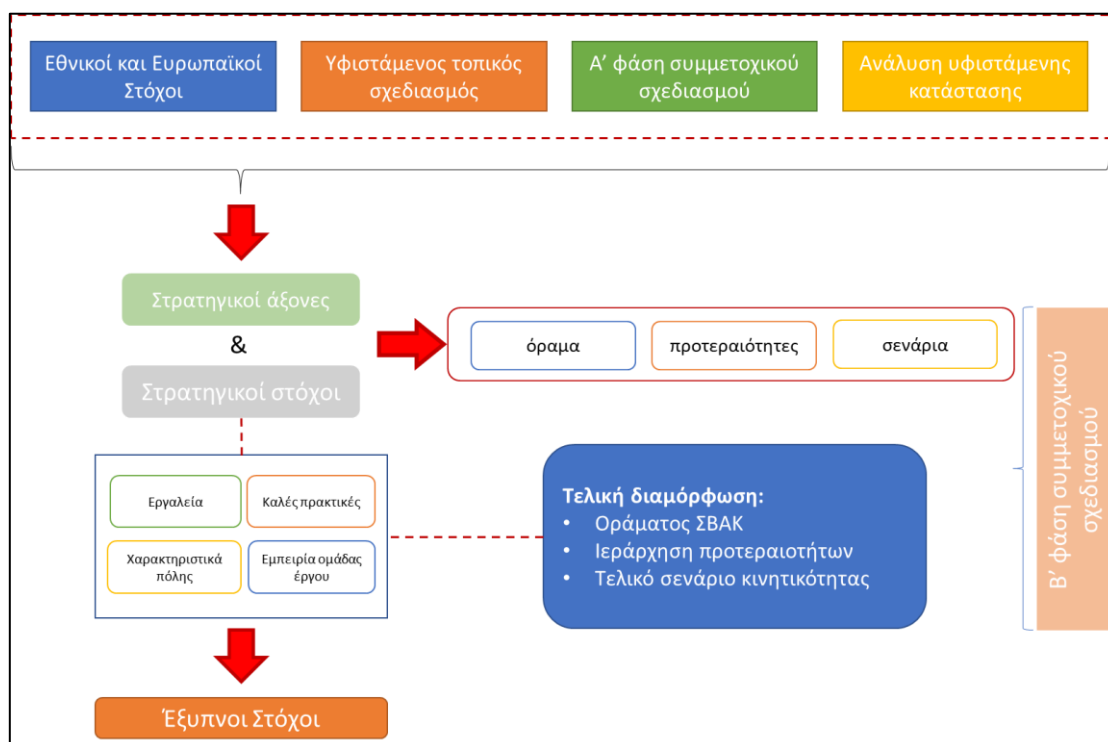 Εθνικοί και Ευρωπαϊκοί
Στόχοι
Υφιστάμενος τοπικός
σχεδιασμός
Α’ φάση συμμετοχικού
σχεδιασμού
Ανάλυση υφιστάμενης
κατάστασης
Στρατηγικοί άξονες
&
Στρατηγικοί στόχοι
όραμα
προτεραιότητες
σενάρια
Εργαλεία
Καλές πρακτικές
Χαρακτηριστικά
πόλης
Εμπειρία ομάδας
έργου
Τελική διαμόρφωση:
• Οράματος ΣΒΑΚ
• Ιεράρχηση προτεραιοτήτων
• Τελικό σενάριο κινητικότητας
Β’ φάση συμμετοχικού
σχεδιασμού
Έξυπνοι Στόχοι